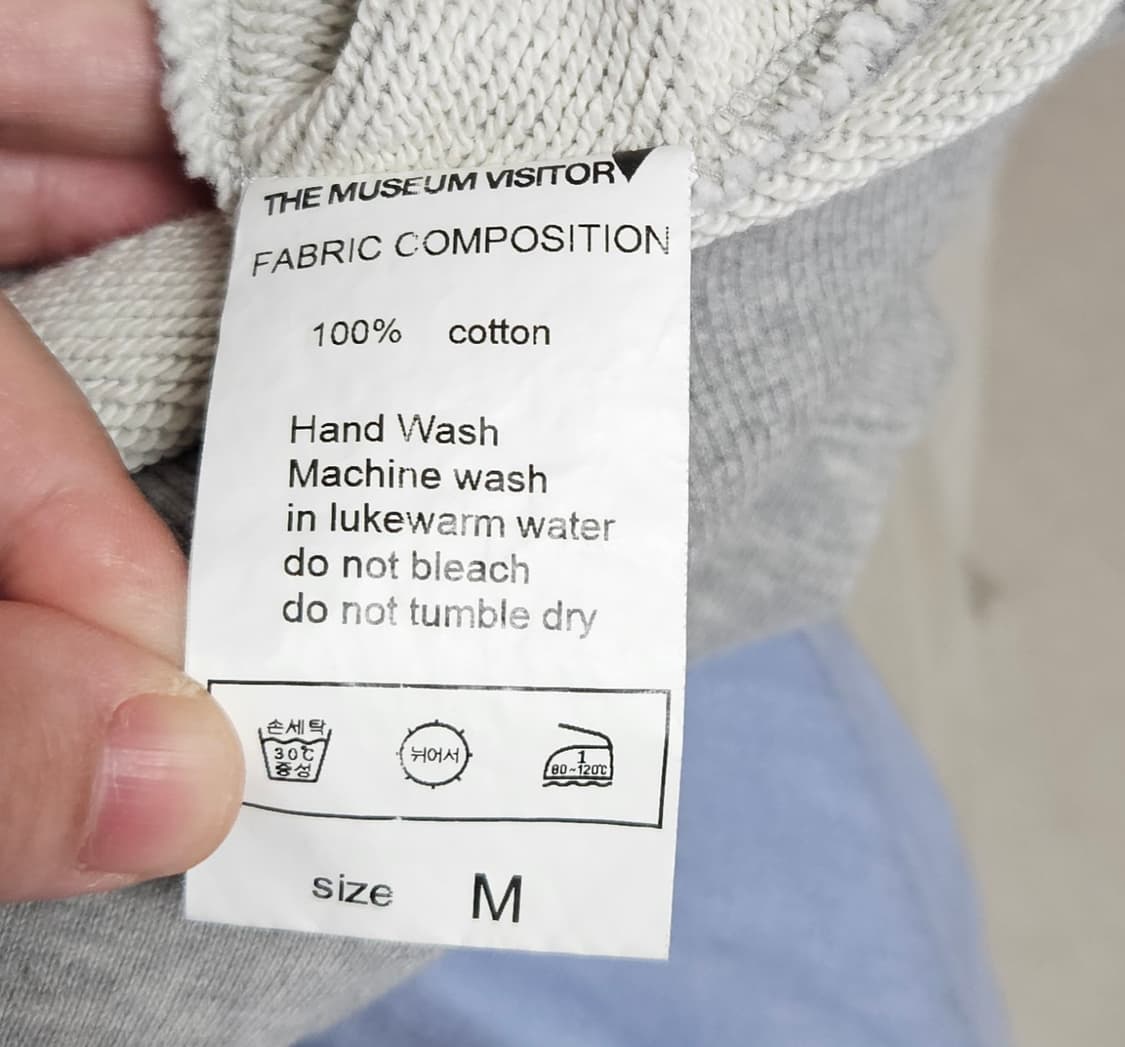 THE MUSEUM VISITOR
FABRIC COMPOSITION
100% cotton
Hand Wash
Machine wash
in lukewarm water
do not bleach
do not tumble dry
손세탁
30℃
중성
뉘어서
1
80~120℃
size M